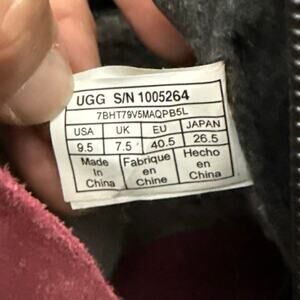 UGG S/N 1005264
7BHT79V5MAQPB5L
USA UK EU JAPAN
9.5 7.5 40.5 26.5
Made in China Fabrique en Chine Hecho en China